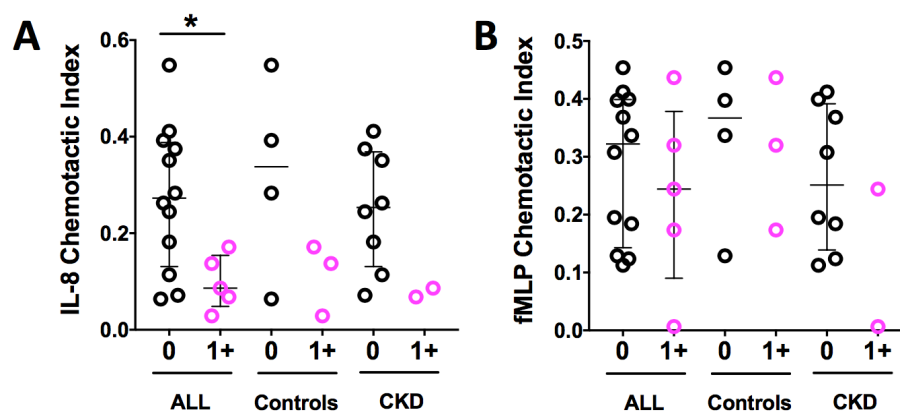 A
*
IL-8 Chemotactic Index
0.6
0.4
0.2
0.0
0 1+ 0 1+ 0 1+
ALL Controls CKD
B
fMLP Chemotactic Index
0.5
0.4
0.3
0.2
0.1
0.0
0 1+ 0 1+ 0 1+
ALL Controls CKD